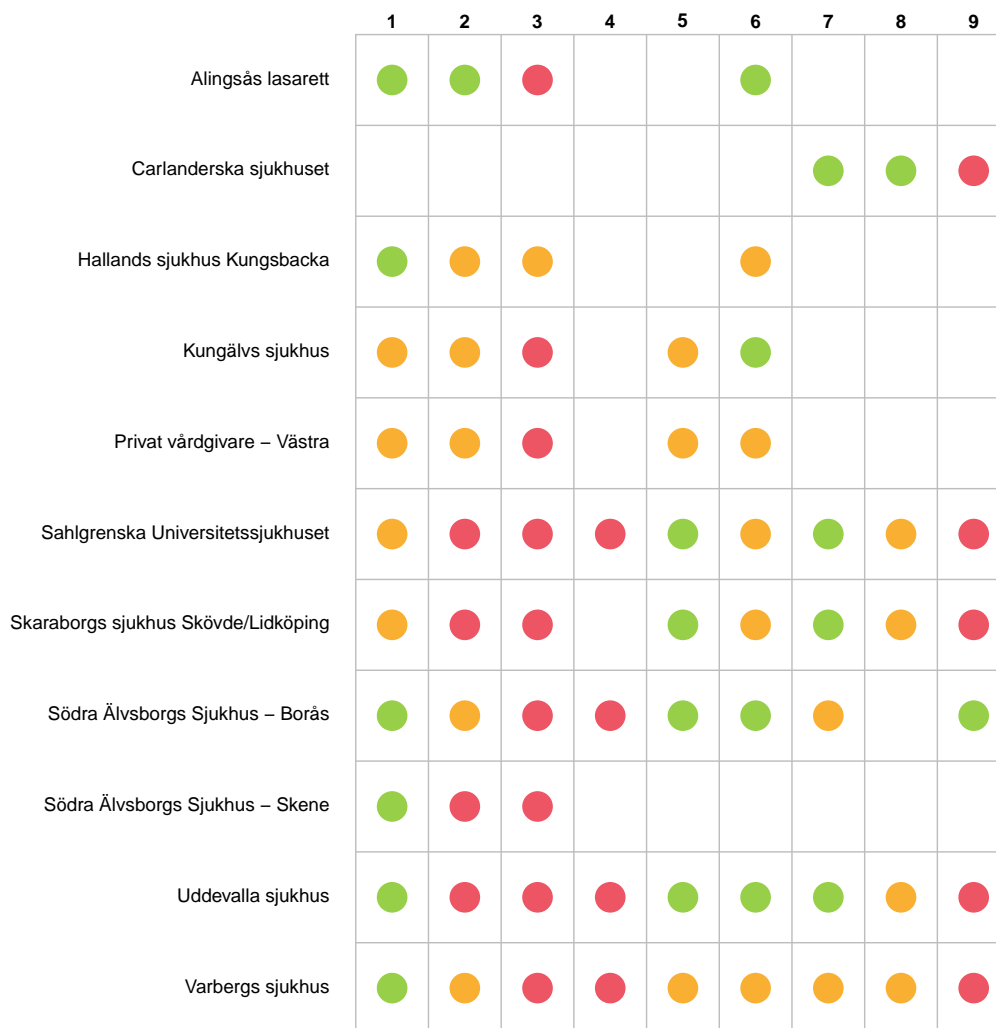 1 2 3 4 5 6 7 8 9
Alingsås lasarett
Carlanderska sjukhuset
Hallands sjukhus Kungsbacka
Kungälvs sjukhus
Privat vårdgivare – Västra
Sahlgrenska Universitetssjukhuset
Skaraborgs sjukhus Skövde/Lidköping
Södra Älvsborgs Sjukhus – Borås
Södra Älvsborgs Sjukhus – Skene
Uddevalla sjukhus
Varbergs sjukhus